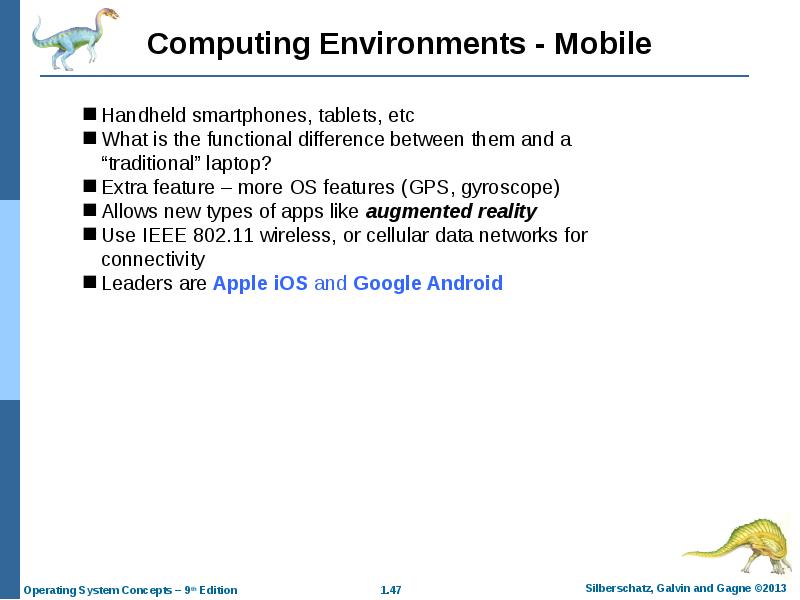 Computing Environments - Mobile
■ Handheld smartphones, tablets, etc
■ What is the functional difference between them and a
“traditional” laptop?
■ Extra feature – more OS features (GPS, gyroscope)
■ Allows new types of apps like augmented reality
■ Use IEEE 802.11 wireless, or cellular data networks for
connectivity
■ Leaders are Apple iOS and Google Android
Operating System Concepts – 9th Edition
1.47
Silberschatz, Galvin and Gagne ©2013